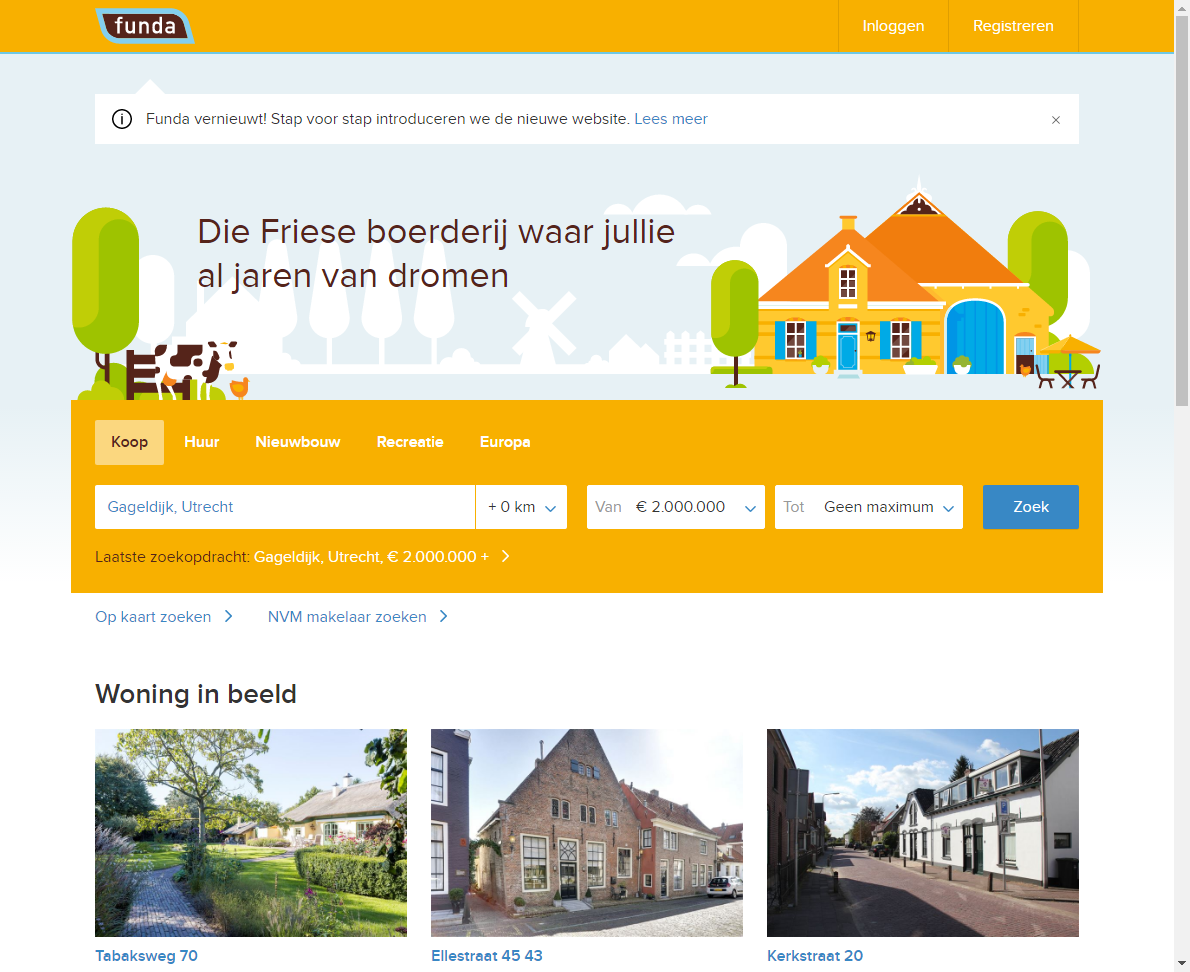 funda
Inloggen
Registreren
Funda vernieuwt! Stap voor stap introduceren we de nieuwe website. Lees meer
Die Friese boerderij waar jullie
al jaren van dromen
Koop
Huur
Nieuwbouw
Recreatie
Europa
Gageldijk, Utrecht
+ 0 km
Van € 2.000.000
Tot Geen maximum
Zoek
Laatste zoekopdracht: Gageldijk, Utrecht, € 2.000.000 +
Op kaart zoeken
NVM makelaar zoeken
Woning in beeld
Tabaksweg 70
Ellestraat 45 43
Kerkstraat 20